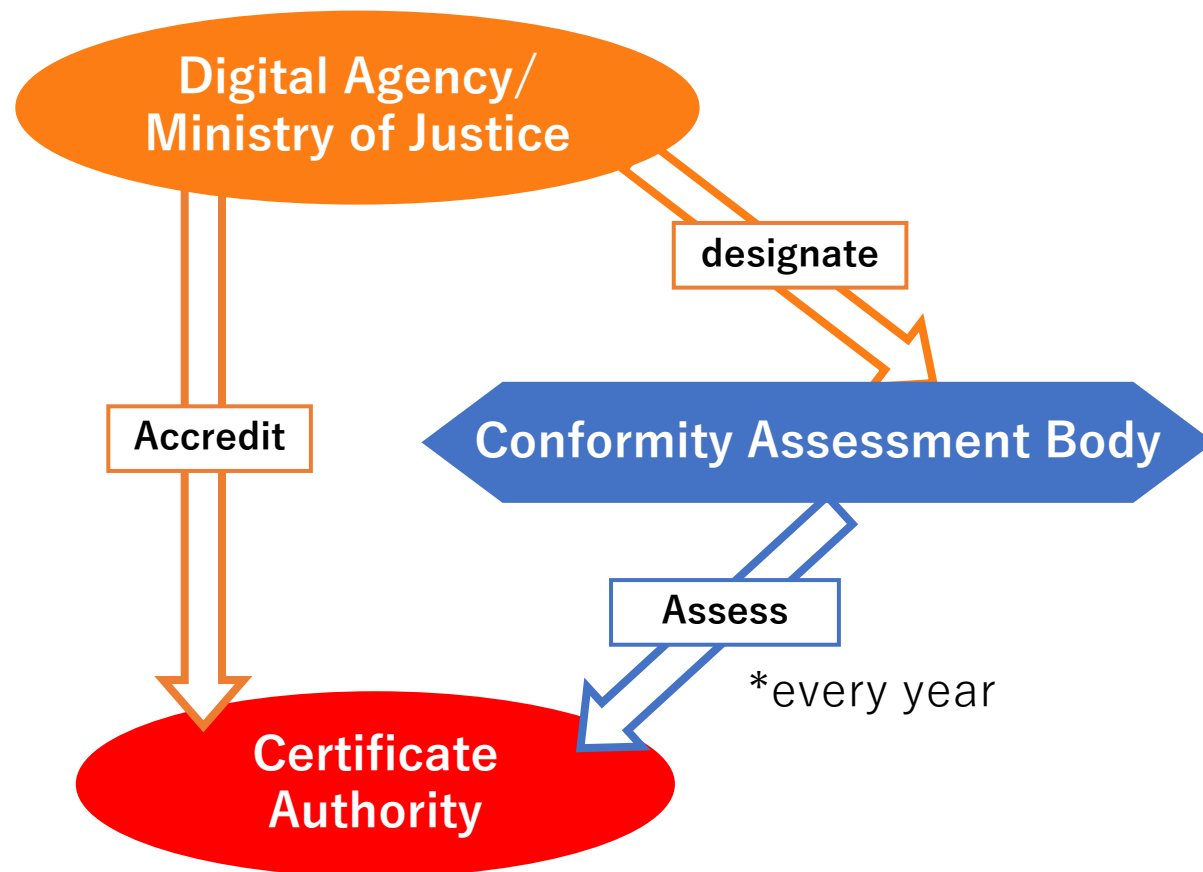 Digital Agency/
Ministry of Justice
designate
Accredit
Conformity Assessment Body
Assess
*every year
Certificate
Authority